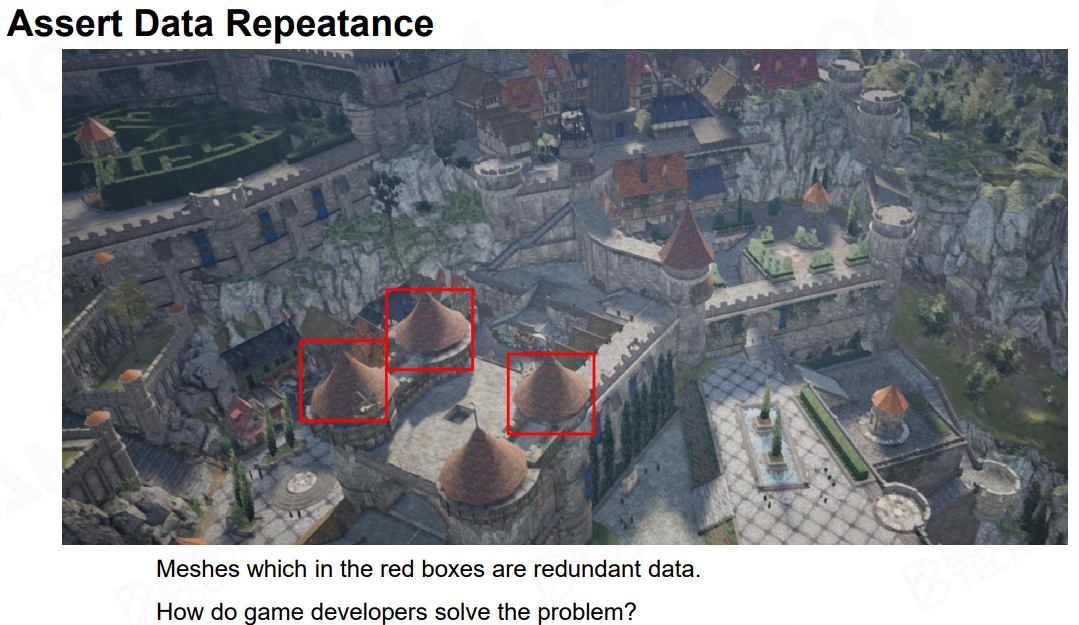 Assert Data Repeatance
Meshes which in the red boxes are redundant data.
How do game developers solve the problem?